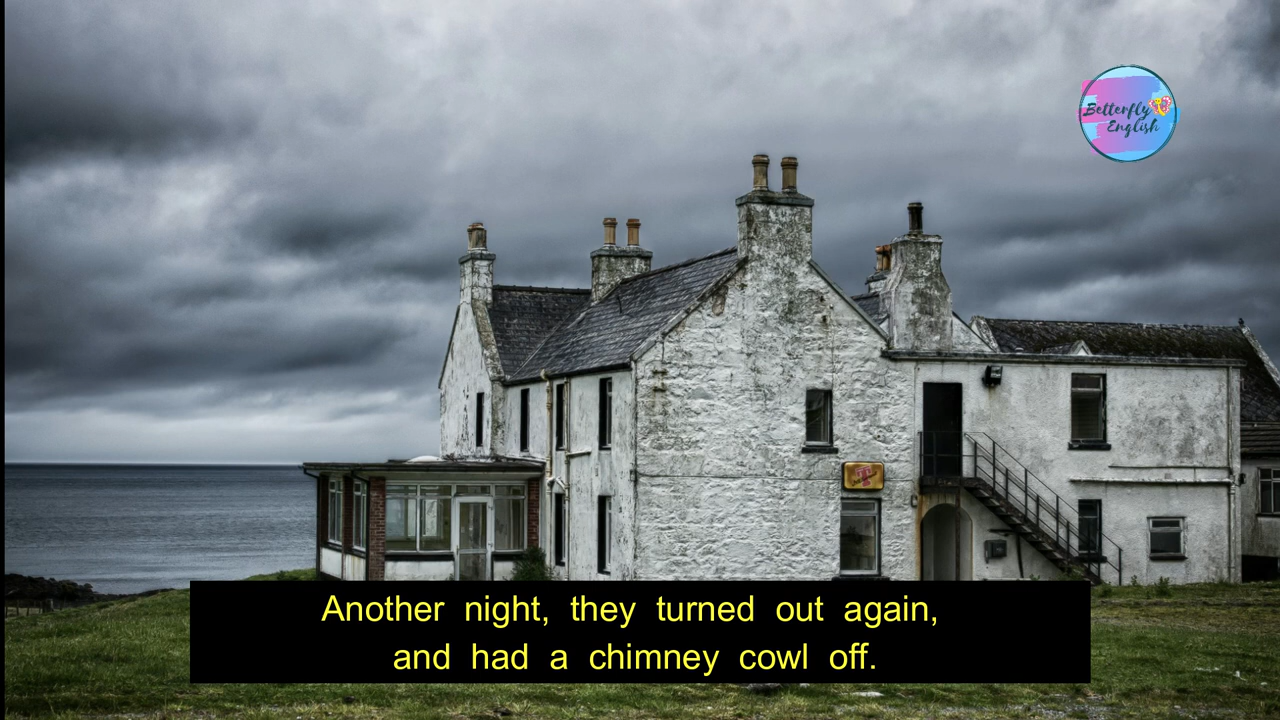 Betterfly
English
T
Another night, they turned out again,
and had a chimney cowl off.